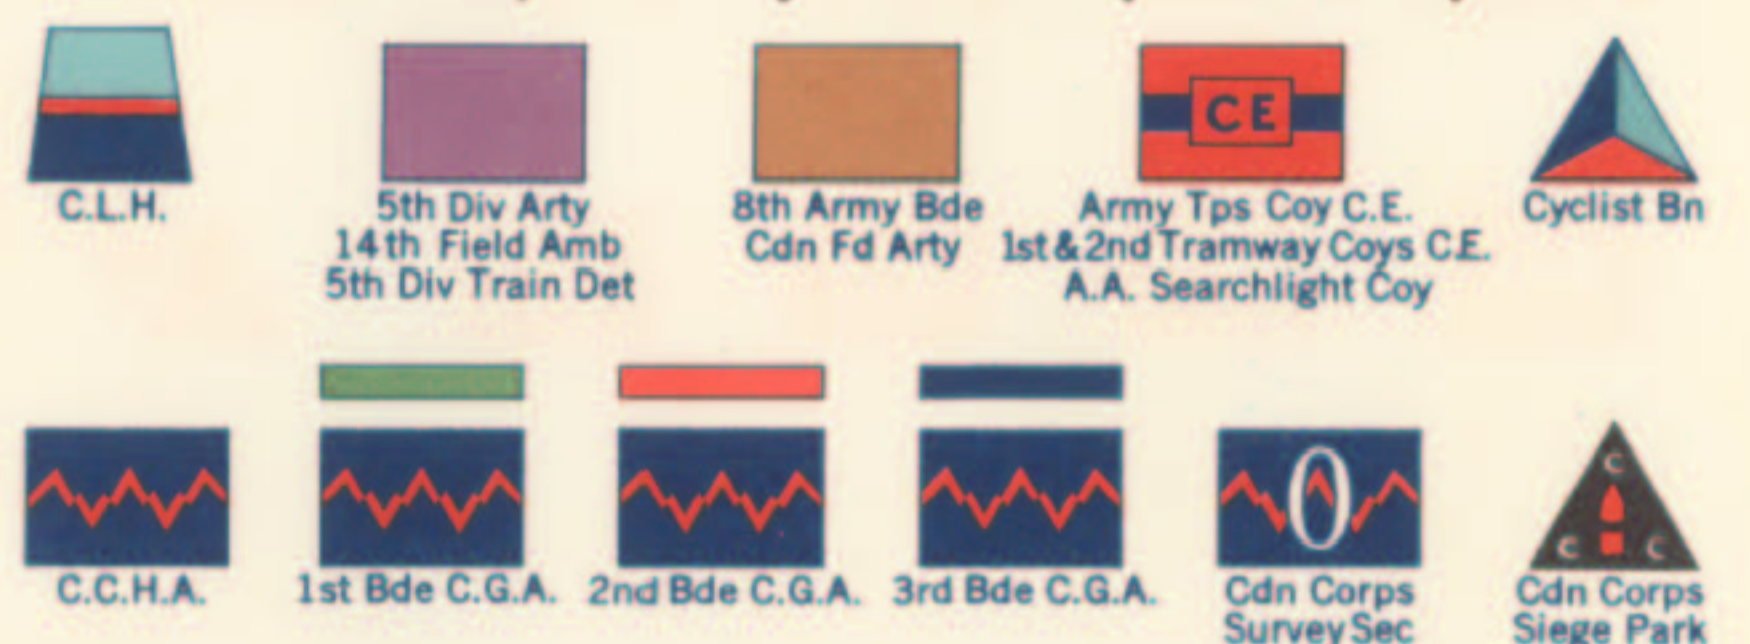 C.L.H.
5th Div Arty
14th Field Amb
5th Div Train Det
8th Army Bde
Cdn Fd Arty
CE
Army Tps Coy C.E.
1st & 2nd Tramway Coys C.E.
A.A. Searchlight Coy
Cyclist Bn
C.C.H.A.
1st Bde C.G.A.
2nd Bde C.G.A.
3rd Bde C.G.A.
0
Cdn Corps
Survey Sec
C
C C
Cdn Corps
Siege Park